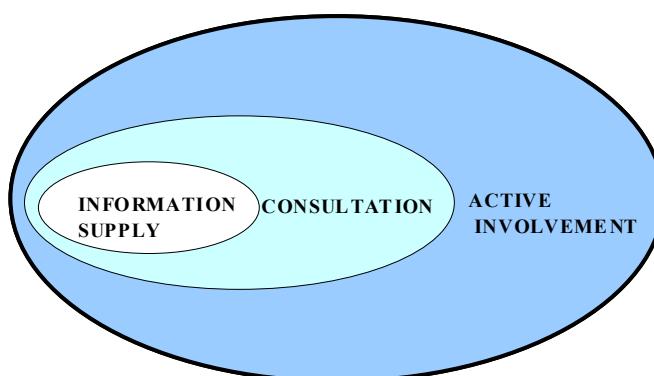 INFORMATION
SUPPLY
CONSULTATION
ACTIVE
INVOLVEMENT